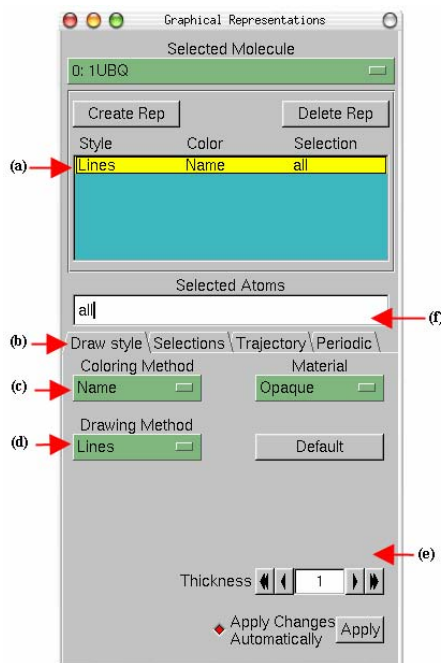 Graphical Representations
Selected Molecule
0: 1UBQ
Create Rep Delete Rep
Style Color Selection
(a) Lines Name all
Selected Atoms
all
(f)
(b) Draw style Selections Trajectory Periodic
Coloring Method Material
(c) Name Opaque
Drawing Method
(d) Lines Default
(e)
Thickness 1
Apply Changes
Automatically Apply